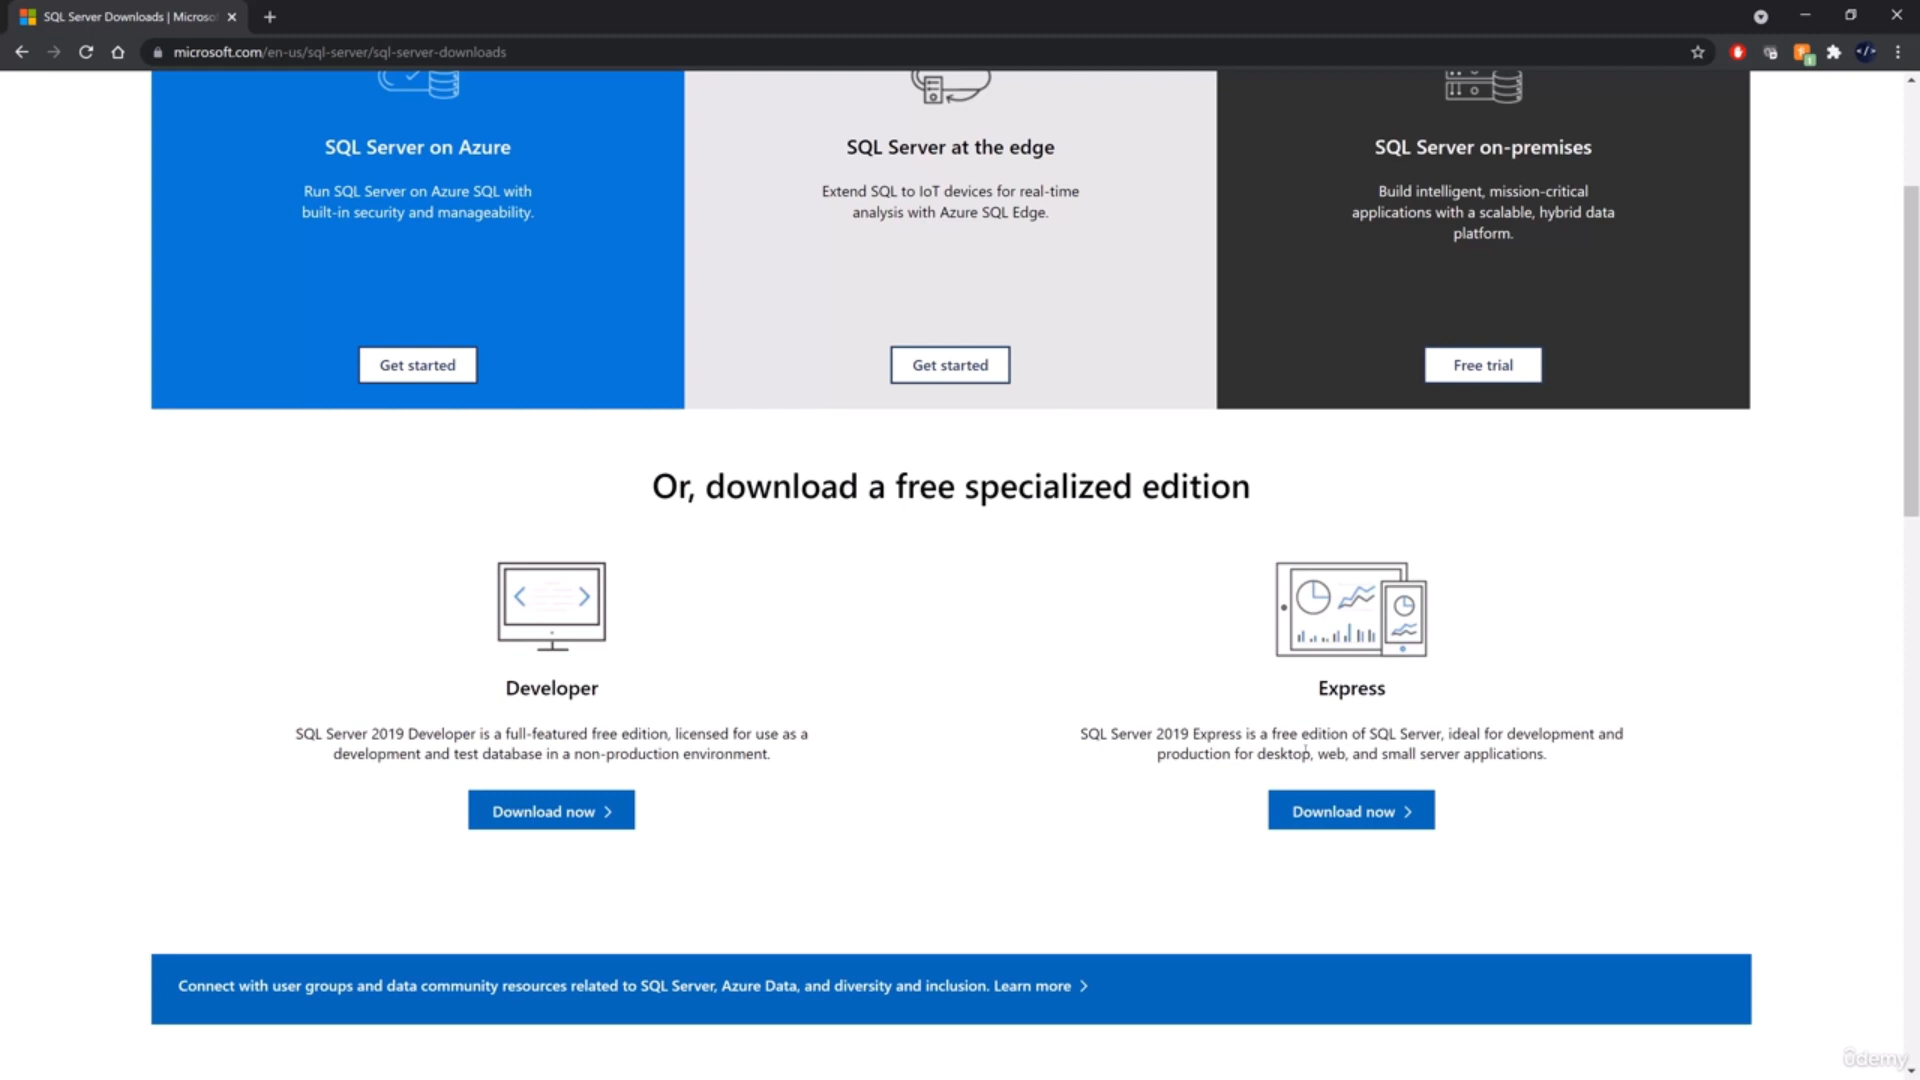 SQL Server Downloads | Microso
microsoft.com/en-us/sql-server/sql-server-downloads
SQL Server on Azure
Run SQL Server on Azure SQL with
built-in security and manageability.
Get started
SQL Server at the edge
Extend SQL to IoT devices for real-time
analysis with Azure SQL Edge.
Get started
SQL Server on-premises
Build intelligent, mission-critical
applications with a scalable, hybrid data
platform.
Free trial
Or, download a free specialized edition
Developer
SQL Server 2019 Developer is a full-featured free edition, licensed for use as a
development and test database in a non-production environment.
Download now
Express
SQL Server 2019 Express is a free edition of SQL Server, ideal for development and
production for desktop, web, and small server applications.
Download now
Connect with user groups and data community resources related to SQL Server, Azure Data, and diversity and inclusion. Learn more
ûdemy